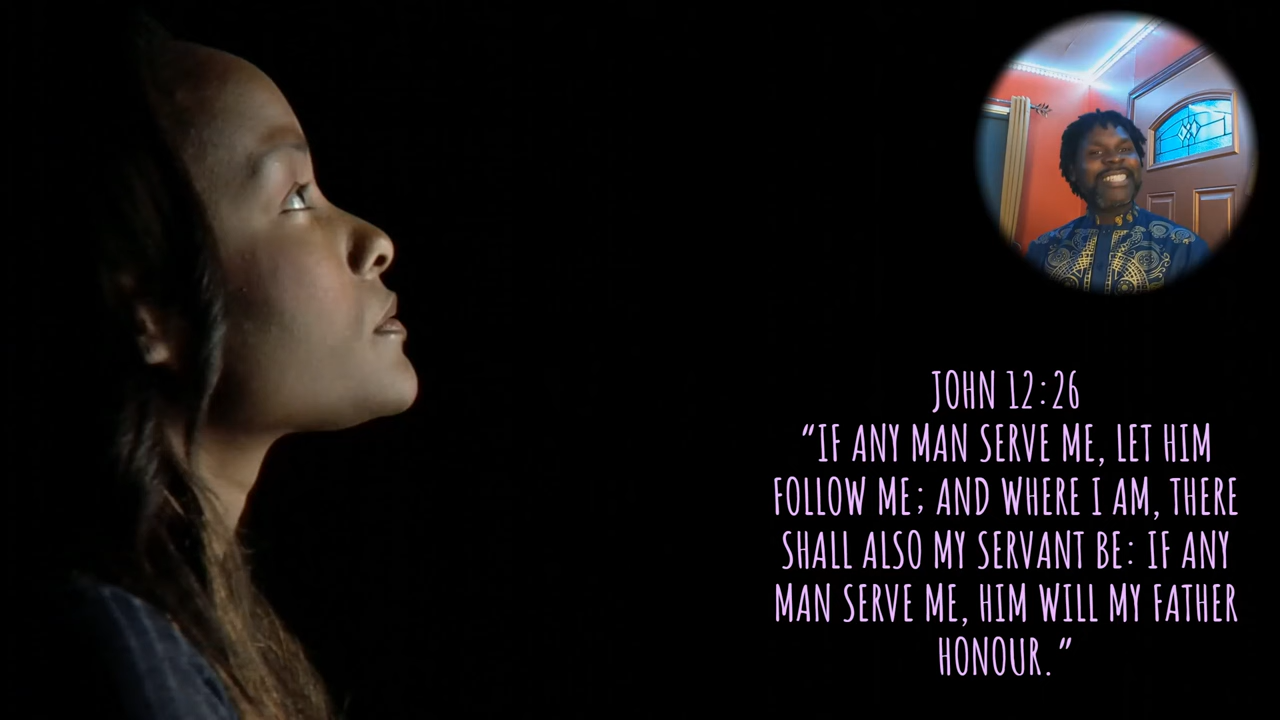 JOHN 12:26
"IF ANY MAN SERVE ME, LET HIM
FOLLOW ME; AND WHERE I AM, THERE
SHALL ALSO MY SERVANT BE: IF ANY
MAN SERVE ME, HIM WILL MY FATHER
HONOUR."